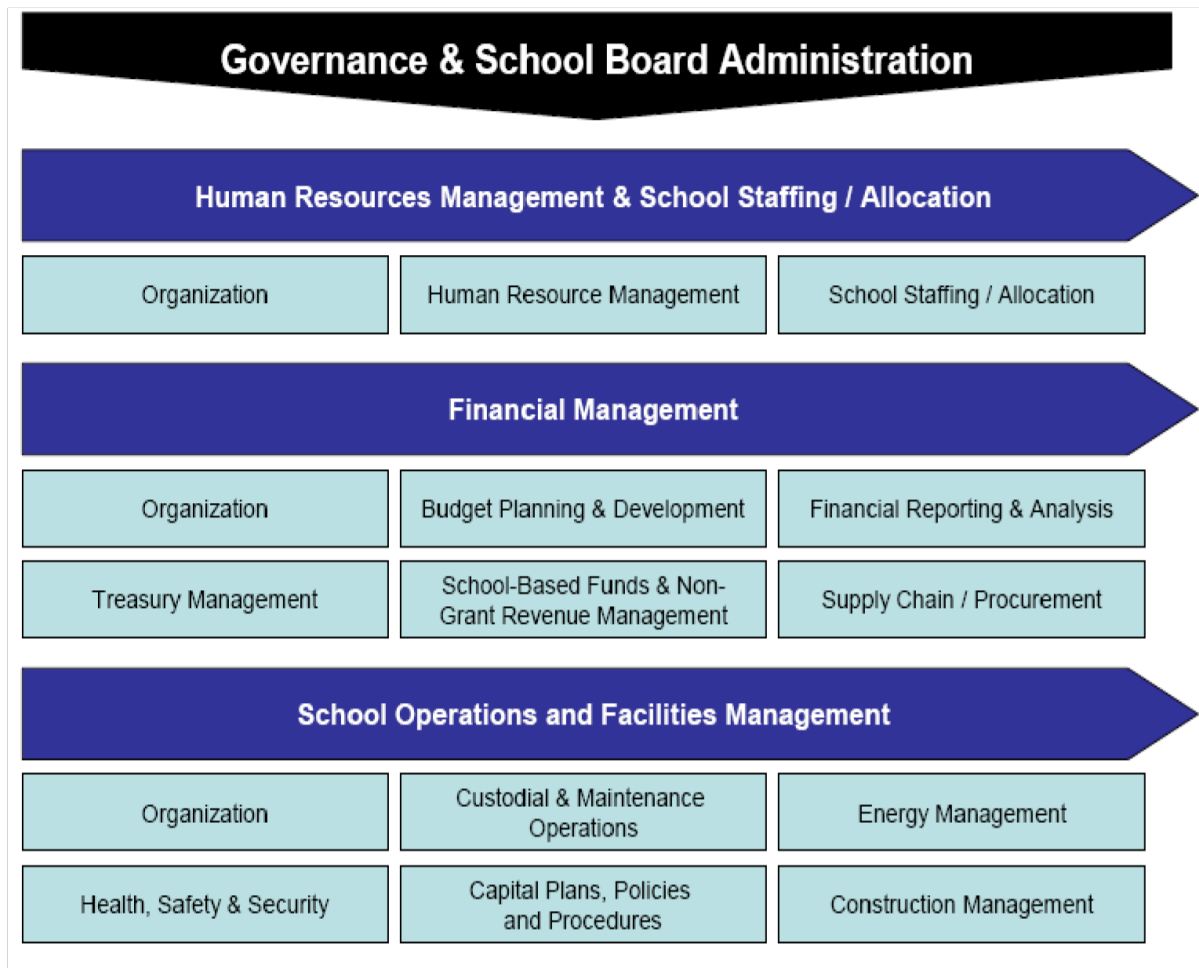 Governance & School Board Administration
Human Resources Management & School Staffing / Allocation
Organization
Human Resource Management
School Staffing / Allocation
Financial Management
Organization
Budget Planning & Development
Financial Reporting & Analysis
Treasury Management
School-Based Funds & Non-
Grant Revenue Management
Supply Chain / Procurement
School Operations and Facilities Management
Organization
Custodial & Maintenance
Operations
Energy Management
Health, Safety & Security
Capital Plans, Policies
and Procedures
Construction Management